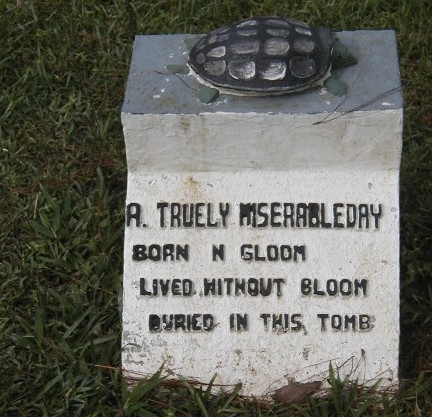 A. TRUELY MISERABLEDAY
BORN N GLOOM
LIVED WITHOUT BLOOM
BURIED IN THIS TOMB